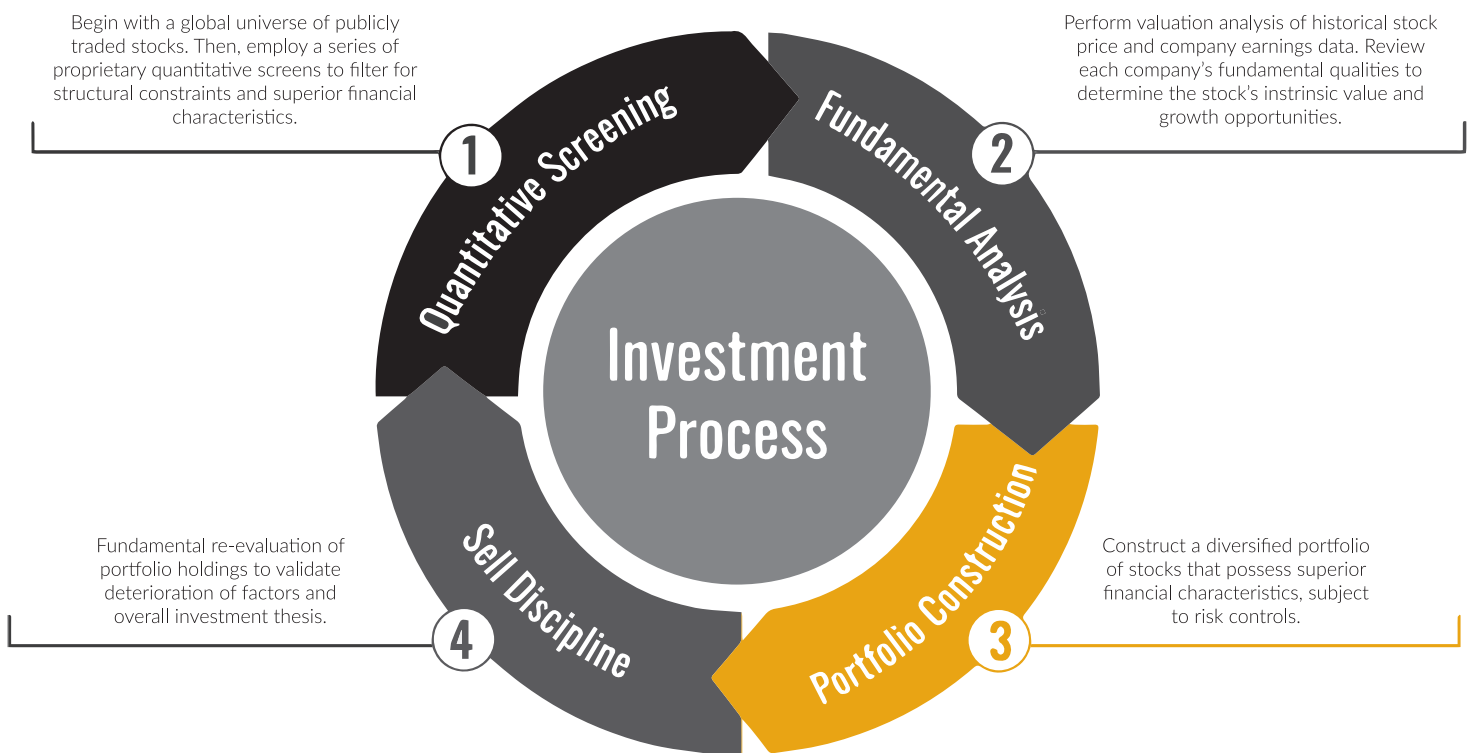 Begin with a global universe of publicly
traded stocks. Then, employ a series of
proprietary quantitative screens to filter for
structural constraints and superior financial
characteristics.
1
Quantitative Screening
Perform valuation analysis of historical stock
price and company earnings data. Review
each company’s fundamental qualities to
determine the stock’s instrinsic value and
growth opportunities.
2
Fundamental Analysis
Investment
Process
Construct a diversified portfolio
of stocks that possess superior
financial characteristics, subject
to risk controls.
3
Portfolio Construction
Fundamental re-evaluation of
portfolio holdings to validate
deterioration of factors and
overall investment thesis.
4
Sell Discipline